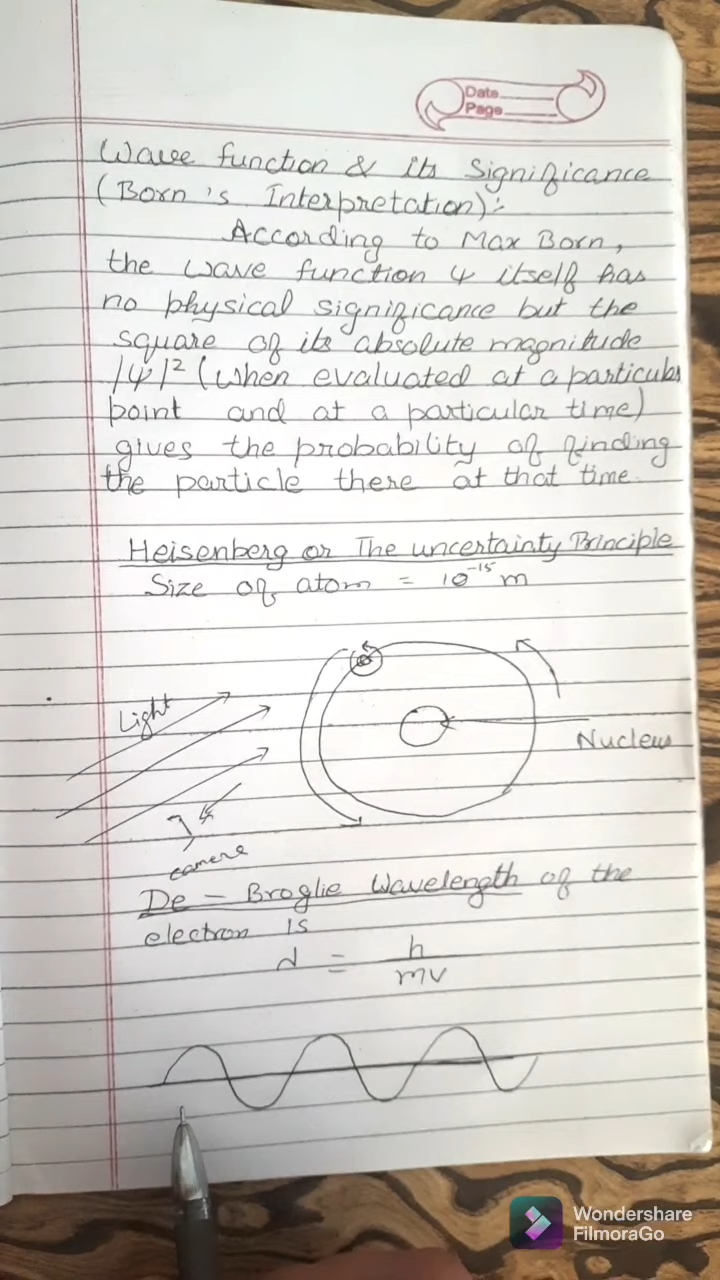 Date
Page
Wave function & its Significance
(Born's Interpretation):-
According to Max Born,
the wave function ψ itself has
no physical significance but the
square of its absolute magnitude
|ψ|² (when evaluated at a particular
point and at a particular time)
gives the probability of finding
the particle there at that time.
Heisenberg or The uncertainty Principle
Size of atom = 10⁻¹⁵ m
Light
Nucleus
camera
De - Broglie Wavelength of the
electron is
λ = h
mv
Wondershare
FilmoraGo